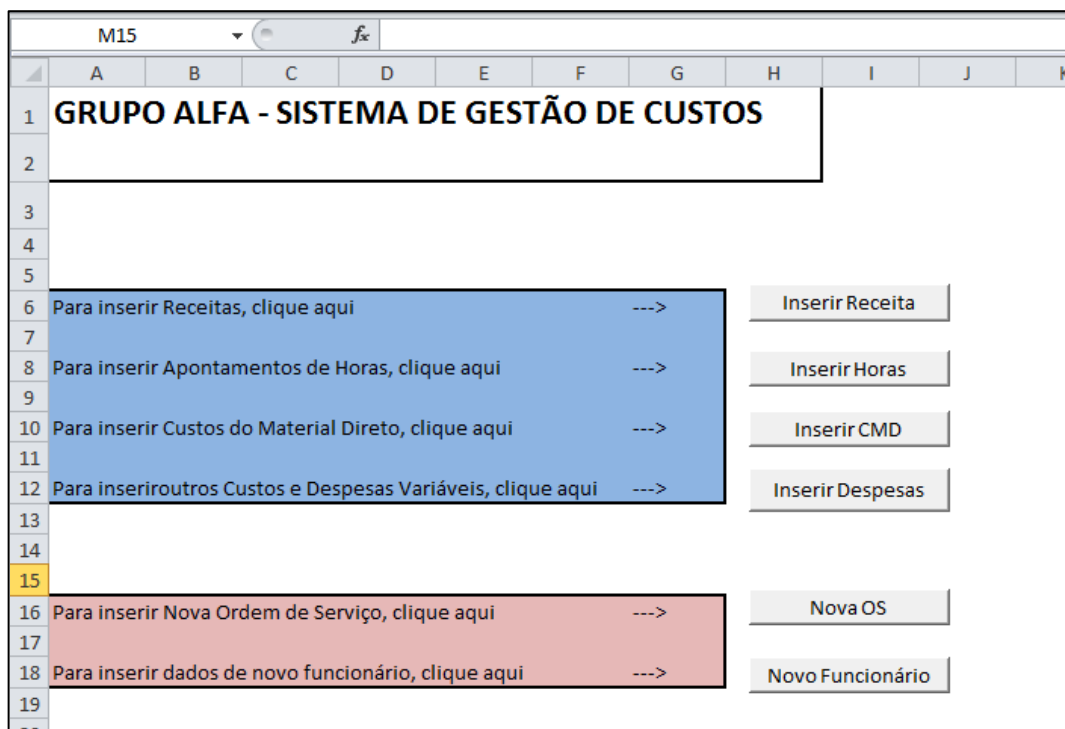 M15 fx
A B C D E F G H I J K
1 GRUPO ALFA - SISTEMA DE GESTÃO DE CUSTOS
2
3
4
5
6 Para inserir Receitas, clique aqui ---> Inserir Receita
7
8 Para inserir Apontamentos de Horas, clique aqui ---> Inserir Horas
9
10 Para inserir Custos do Material Direto, clique aqui ---> Inserir CMD
11
12 Para inseriroutros Custos e Despesas Variáveis, clique aqui ---> Inserir Despesas
13
14
15
16 Para inserir Nova Ordem de Serviço, clique aqui ---> Nova OS
17
18 Para inserir dados de novo funcionário, clique aqui ---> Novo Funcionário
19